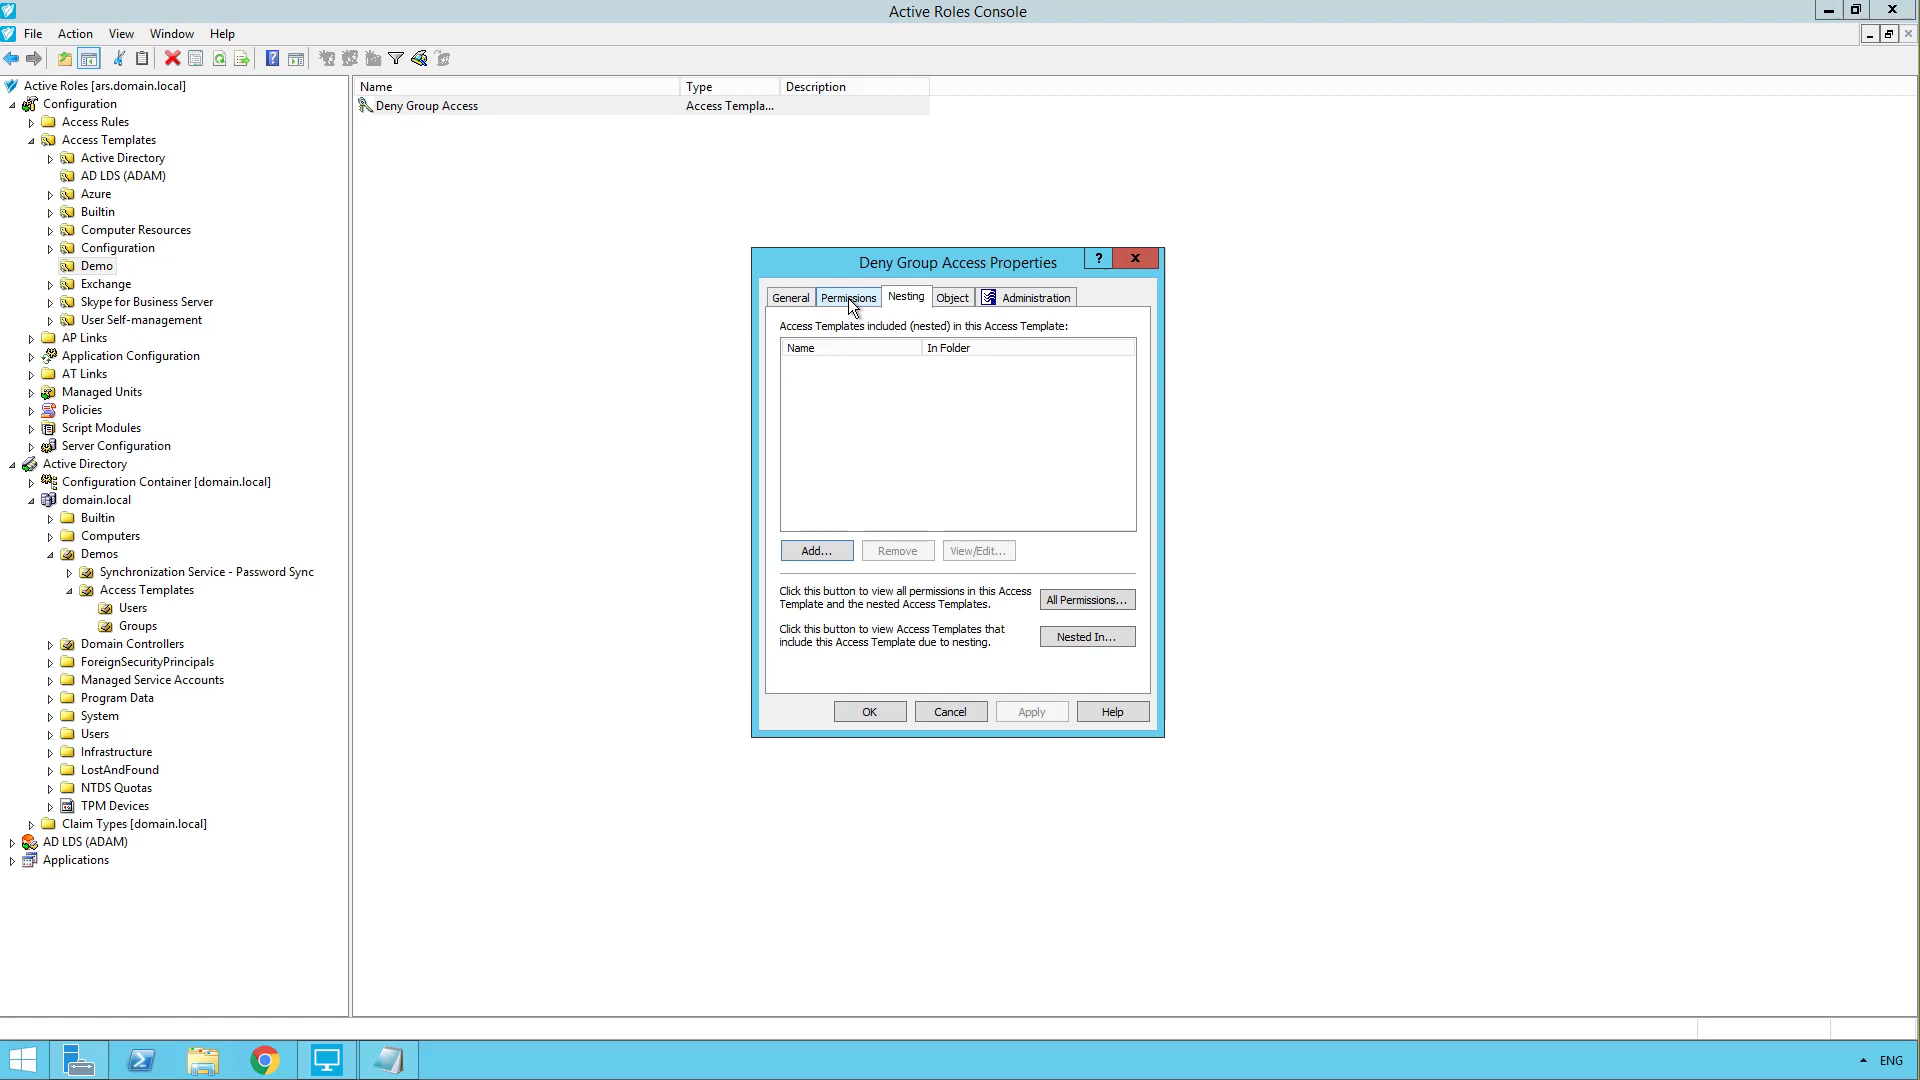 Active Roles Console
File Action View Window Help
Active Roles [ars.domain.local]
Configuration
Access Rules
Access Templates
Active Directory
AD LDS (ADAM)
Azure
Builtin
Computer Resources
Configuration
Demo
Exchange
Skype for Business Server
User Self-management
AP Links
Application Configuration
AT Links
Managed Units
Policies
Script Modules
Server Configuration
Active Directory
Configuration Container [domain.local]
domain.local
Builtin
Computers
Demos
Synchronization Service - Password Sync
Access Templates
Users
Groups
Domain Controllers
ForeignSecurityPrincipals
Managed Service Accounts
Program Data
System
Users
Infrastructure
LostAndFound
NTDS Quotas
TPM Devices
Claim Types [domain.local]
AD LDS (ADAM)
Applications
Name Type Description
Deny Group Access Access Templa...
Deny Group Access Properties
? X
General Permissions Nesting Object Administration
Access Templates included (nested) in this Access Template:
Name In Folder
Add... Remove View/Edit...
Click this button to view all permissions in this Access
Template and the nested Access Templates.
All Permissions...
Click this button to view Access Templates that
include this Access Template due to nesting.
Nested In...
OK Cancel Apply Help
ENG